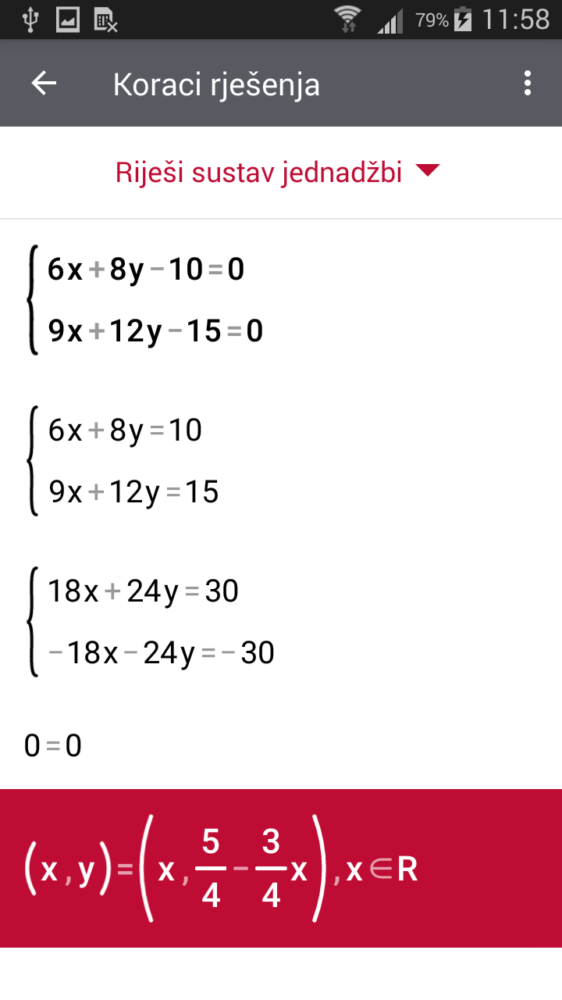 79% 11:58
Koraci rješenja
Riješi sustav jednadžbi
6x+8y−10=0
9x+12y−15=0
6x+8y=10
9x+12y=15
18x+24y=30
−18x−24y=−30
0=0
(x,y)=(x,5/4−3/4x),x∈R